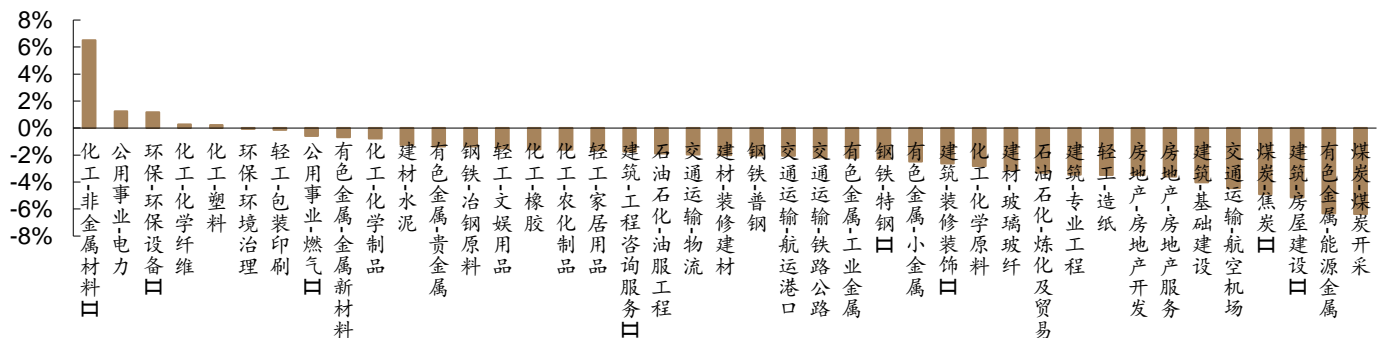 8%
6%
4%
2%
0%
-2%
-4%
-6%
-8%
化工-非金属材料Ⅱ
公用事业-电力
环保-环保设备Ⅱ
化工-化学纤维
化工-塑料
环保-环境治理
轻工-包装印刷
公用事业-燃气Ⅱ
有色金属-金属新材料
化工-化学制品
建材-水泥
有色金属-贵金属
钢铁-冶钢原料
轻工-文娱用品
化工-橡胶
化工-农化制品
轻工-家居用品
建筑-工程咨询服务Ⅱ
石油石化-油服工程
交通运输-物流
建材-装修建材
钢铁-普钢
交通运输-航运港口
交通运输-铁路公路
有色金属-工业金属
钢铁-特钢Ⅱ
有色金属-小金属
建筑-装修装饰Ⅱ
化工-化学原料
建材-玻璃玻纤
石油石化-炼化及贸易
建筑-专业工程
轻工-造纸
房地产-房地产开发
房地产-房地产服务
建筑-基础建设
交通运输-航空机场
煤炭-焦炭Ⅱ
建筑-房屋建设Ⅱ
有色金属-能源金属
煤炭-煤炭开采